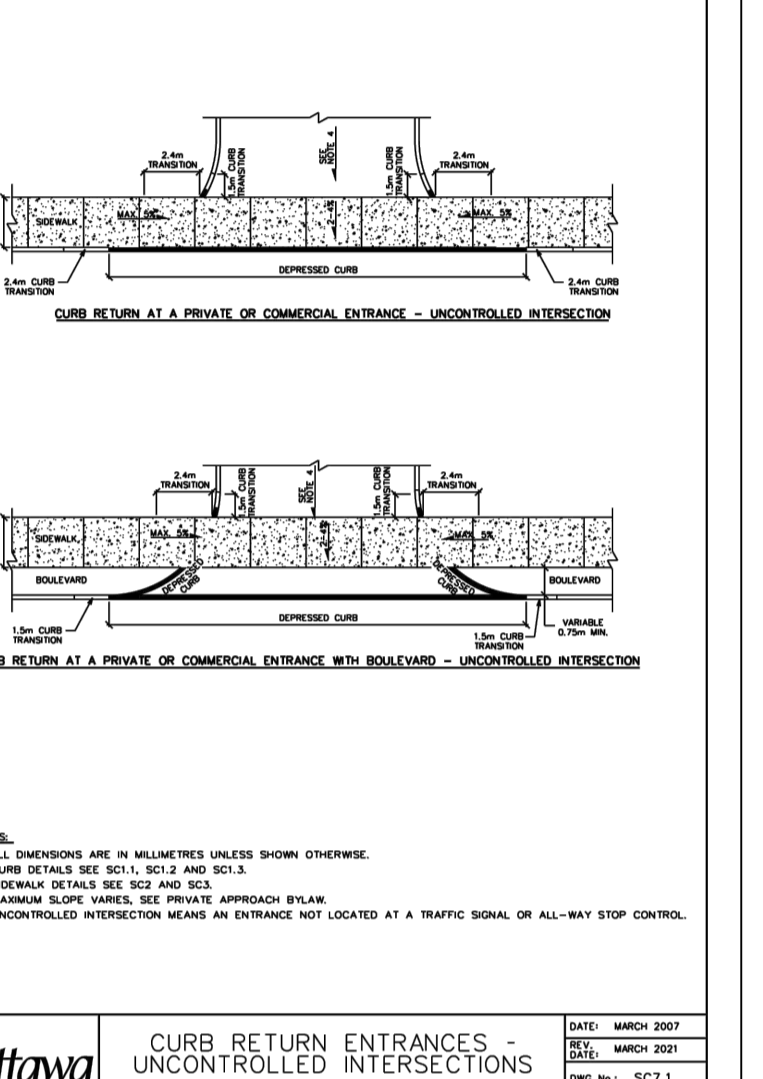 2.4m
TRANSITION
1.5m CURB
TRANSITION
SEE
NOTE 4
1.5m CURB
TRANSITION
2.4m
TRANSITION
SIDEWALK
MAX. 5%
2-4%
MAX. 5%
2.4m CURB
TRANSITION
DEPRESSED CURB
2.4m CURB
TRANSITION
CURB RETURN AT A PRIVATE OR COMMERCIAL ENTRANCE - UNCONTROLLED INTERSECTION
2.4m
TRANSITION
1.5m CURB
TRANSITION
SEE
NOTE 4
1.5m CURB
TRANSITION
2.4m
TRANSITION
SIDEWALK
MAX. 5%
2-4%
MAX. 5%
BOULEVARD
DEPRESSED
CURB
DEPRESSED
CURB
BOULEVARD
1.5m CURB
TRANSITION
DEPRESSED CURB
1.5m CURB
TRANSITION
VARIABLE
0.75m MIN.
B RETURN AT A PRIVATE OR COMMERCIAL ENTRANCE WITH BOULEVARD - UNCONTROLLED INTERSECTION
S:
LL DIMENSIONS ARE IN MILLIMETRES UNLESS SHOWN OTHERWISE.
URB DETAILS SEE SC1.1, SC1.2 AND SC1.3.
DEWALK DETAILS SEE SC2 AND SC3.
AXIMUM SLOPE VARIES, SEE PRIVATE APPROACH BYLAW.
NCONTROLLED INTERSECTION MEANS AN ENTRANCE NOT LOCATED AT A TRAFFIC SIGNAL OR ALL-WAY STOP CONTROL.
ttawa
CURB RETURN ENTRANCES -
UNCONTROLLED INTERSECTIONS
DATE: MARCH 2007
REV.
DATE: MARCH 2021
DWG. No.: SC7.1